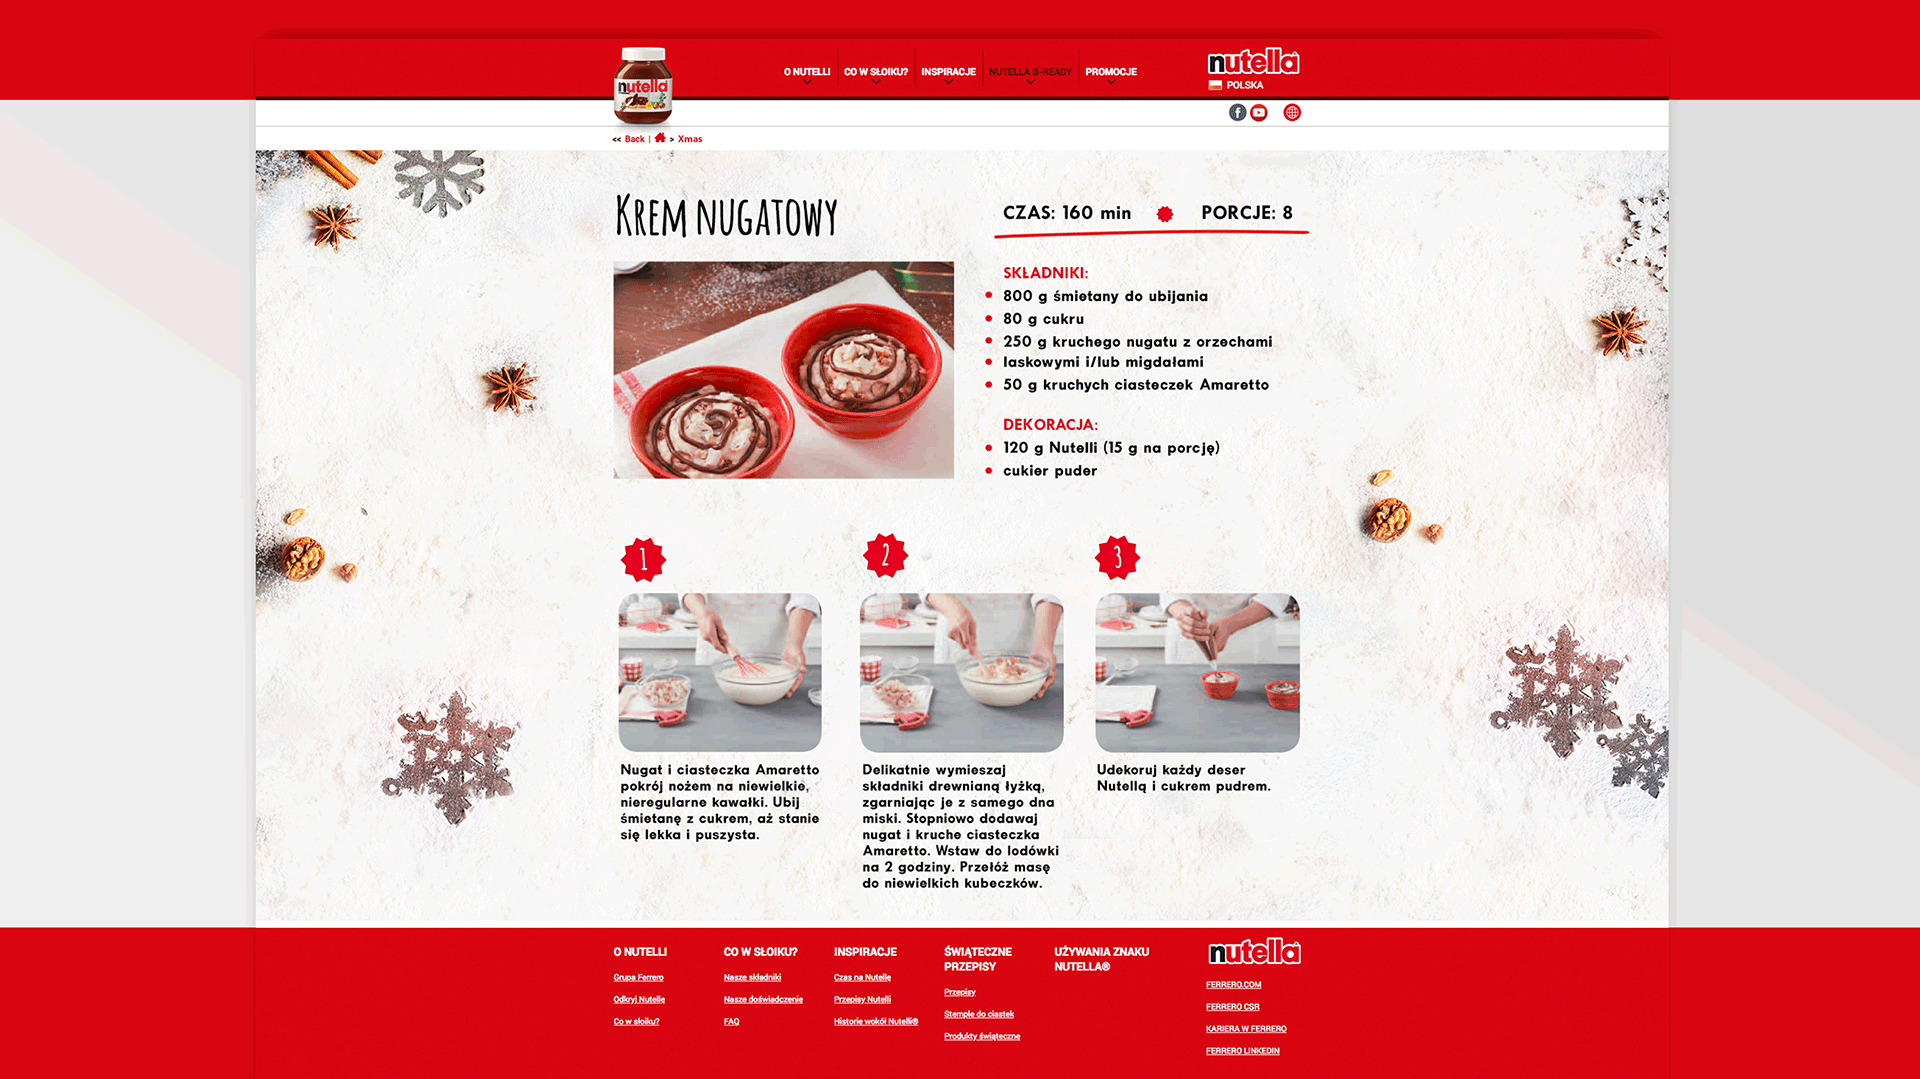 O NUTELLI
CO W SŁOIKU?
INSPIRACJE
NUTELLA B-READY
PROMOCJE
nutella
POLSKA
nutella
<< Back | > Xmas
KREM NUGATOWY
CZAS: 160 min
PORCJE: 8
SKŁADNIKI:
800 g śmietany do ubijania
80 g cukru
250 g kruchego nugatu z orzechami
laskowymi i/lub migdałami
50 g kruchych ciasteczek Amaretto
DEKORACJA:
120 g Nutelli (15 g na porcję)
cukier puder
1
Nugat i ciasteczka Amaretto
pokrój nożem na niewielkie,
nieregularne kawałki. Ubij
śmietanę z cukrem, aż stanie
się lekka i puszysta.
2
Delikatnie wymieszaj
składniki drewnianą łyżką,
zgarniając je z samego dna
miski. Stopniowo dodawaj
nugat i kruche ciasteczka
Amaretto. Wstaw do lodówki
na 2 godziny. Przełóż masę
do niewielkich kubeczków.
3
Udekoruj każdy deser
Nutellą i cukrem pudrem.
O NUTELLI
Grupa Ferrero
Odkryj Nutellę
Co w słoiku?
CO W SŁOIKU?
Nasze składniki
Nasze doświadczenie
FAQ
INSPIRACJE
Czas na Nutellę
Przepisy Nutelli
Historie wokół Nutelli®
ŚWIĄTECZNE
PRZEPISY
Przepisy
Stemple do ciastek
Produkty świąteczne
UŻYWANIA ZNAKU
NUTELLA®
nutella
FERRERO.COM
FERRERO CSR
KARIERA W FERRERO
FERRERO LINKEDIN